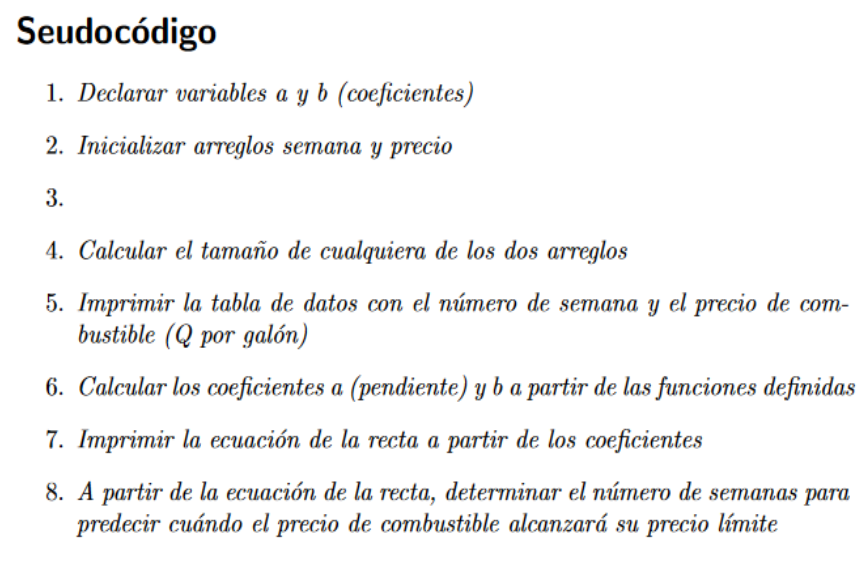 Seudocódigo
1. Declarar variables a y b (coeficientes)
2. Inicializar arreglos semana y precio
3.
4. Calcular el tamaño de cualquiera de los dos arreglos
5. Imprimir la tabla de datos con el número de semana y el precio de com-
bustible (Q por galón)
6. Calcular los coeficientes a (pendiente) y b a partir de las funciones definidas
7. Imprimir la ecuación de la recta a partir de los coeficientes
8. A partir de la ecuación de la recta, determinar el número de semanas para
predecir cuándo el precio de combustible alcanzará su precio límite